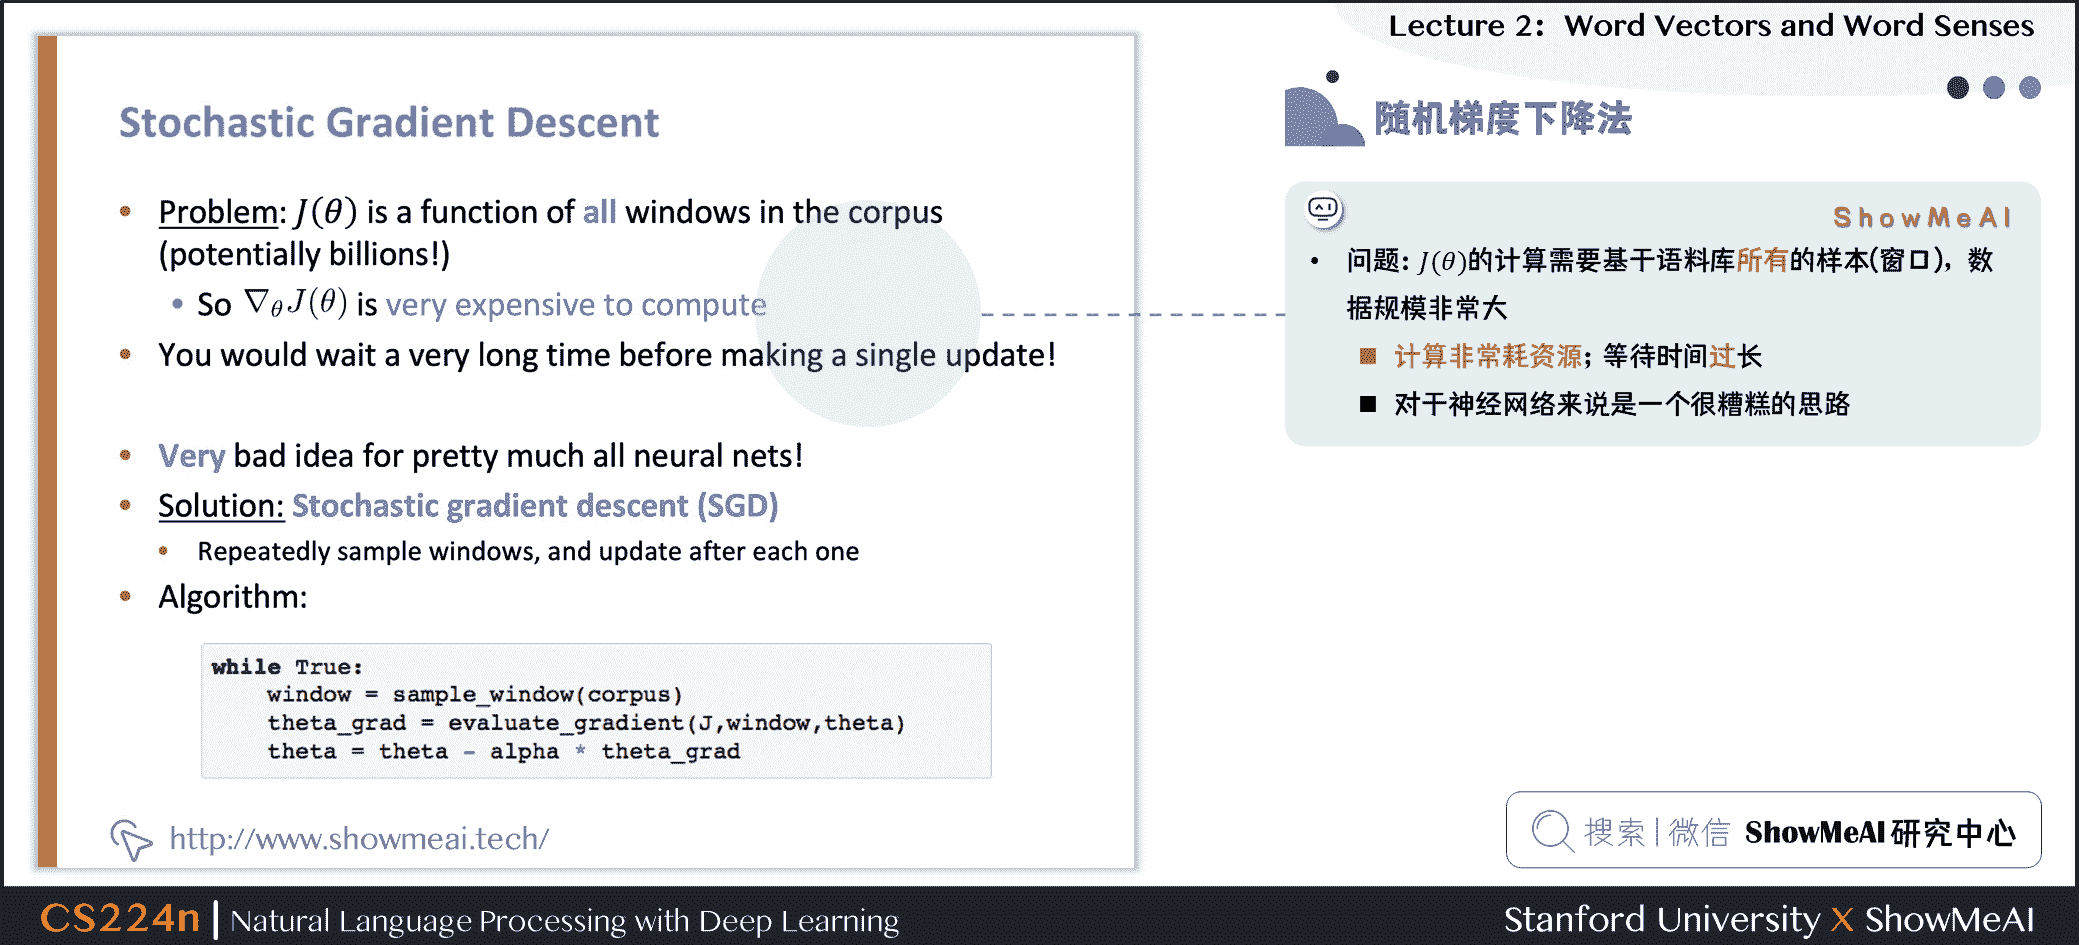 Lecture 2：Word Vectors and Word Senses
Stochastic Gradient Descent
• Problem: J(θ) is a function of all windows in the corpus
(potentially billions!)
• So ∇θJ(θ) is very expensive to compute
• You would wait a very long time before making a single update!
• Very bad idea for pretty much all neural nets!
• Solution: Stochastic gradient descent (SGD)
• Repeatedly sample windows, and update after each one
• Algorithm:
while True:
    window = sample_window(corpus)
    theta_grad = evaluate_gradient(J,window,theta)
    theta = theta - alpha * theta_grad
http://www.showmeai.tech/
随机梯度下降法
ShowMeAI
• 问题: J(θ)的计算需要基于语料库所有的样本(窗口)，数
据规模非常大
■ 计算非常耗资源；等待时间过长
■ 对于神经网络来说是一个很糟糕的思路
搜索|微信 ShowMeAI研究中心
CS224n | Natural Language Processing with Deep Learning
Stanford University X ShowMeAI